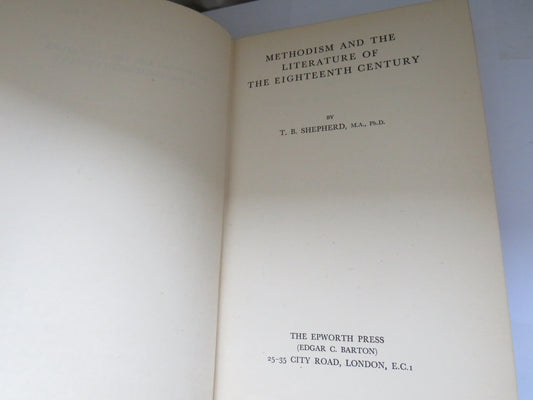 METHODISM AND THE
LITERATURE OF
THE EIGHTEENTH CENTURY
BY
T. B. SHEPHERD, M.A., Ph.D.
THE EPWORTH PRESS
(EDGAR C. BARTON)
25-35 CITY ROAD, LONDON, E.C.1